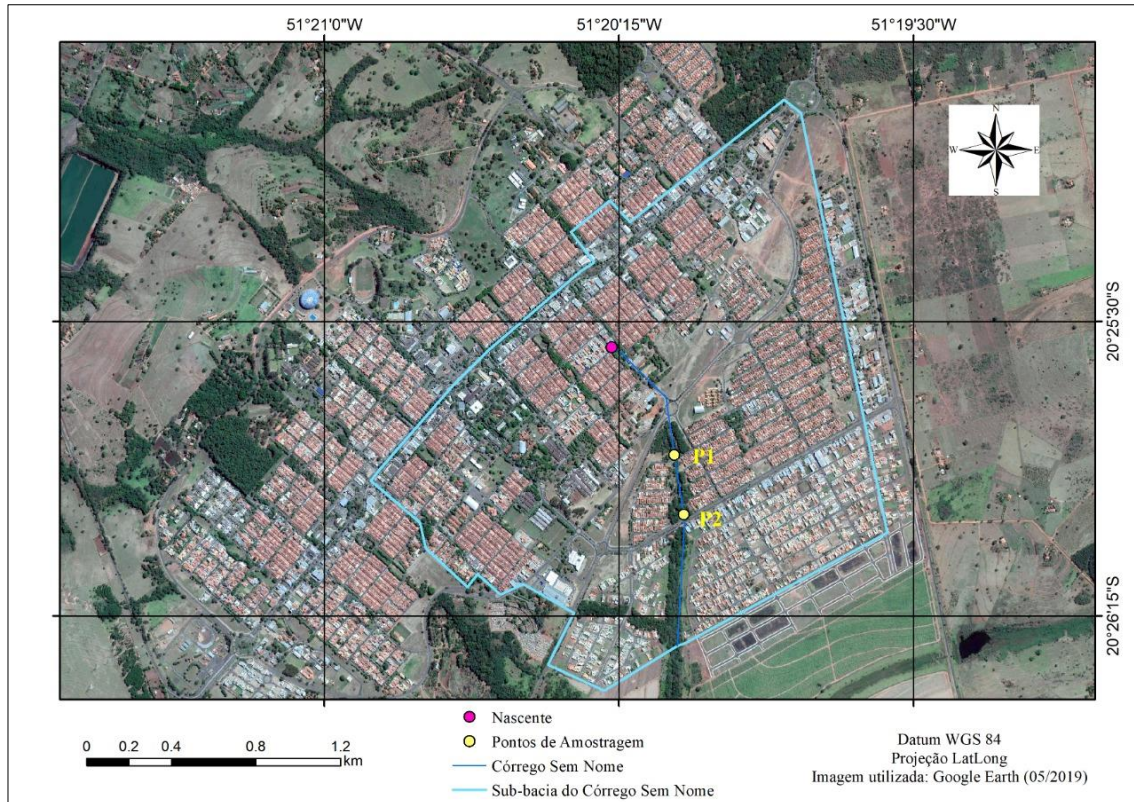 51°21'0"W 51°20'15"W 51°19'30"W
N
W E
S
20°25'30"S
P1
P2
20°26'15"S
Nascente
Pontos de Amostragem
Córrego Sem Nome
Sub-bacia do Córrego Sem Nome
0 0.2 0.4 0.8 1.2
km
Datum WGS 84
Projeção LatLong
Imagem utilizada: Google Earth (05/2019)